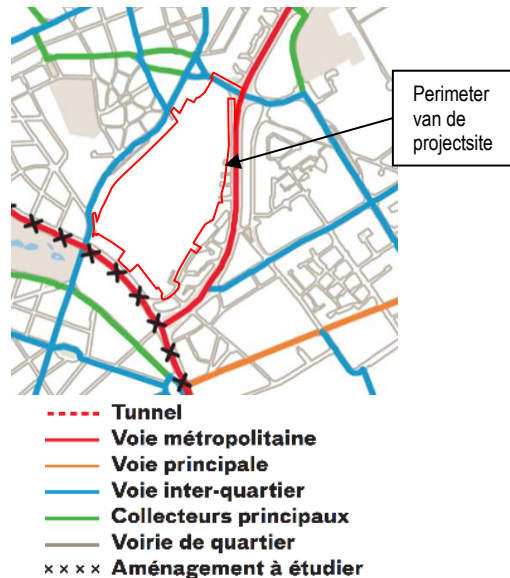 Perimeter
van de
projectsite
Tunnel
Voie métropolitaine
Voie principale
Voie inter-quartier
Collecteurs principaux
Voirie de quartier
Aménagement à étudier